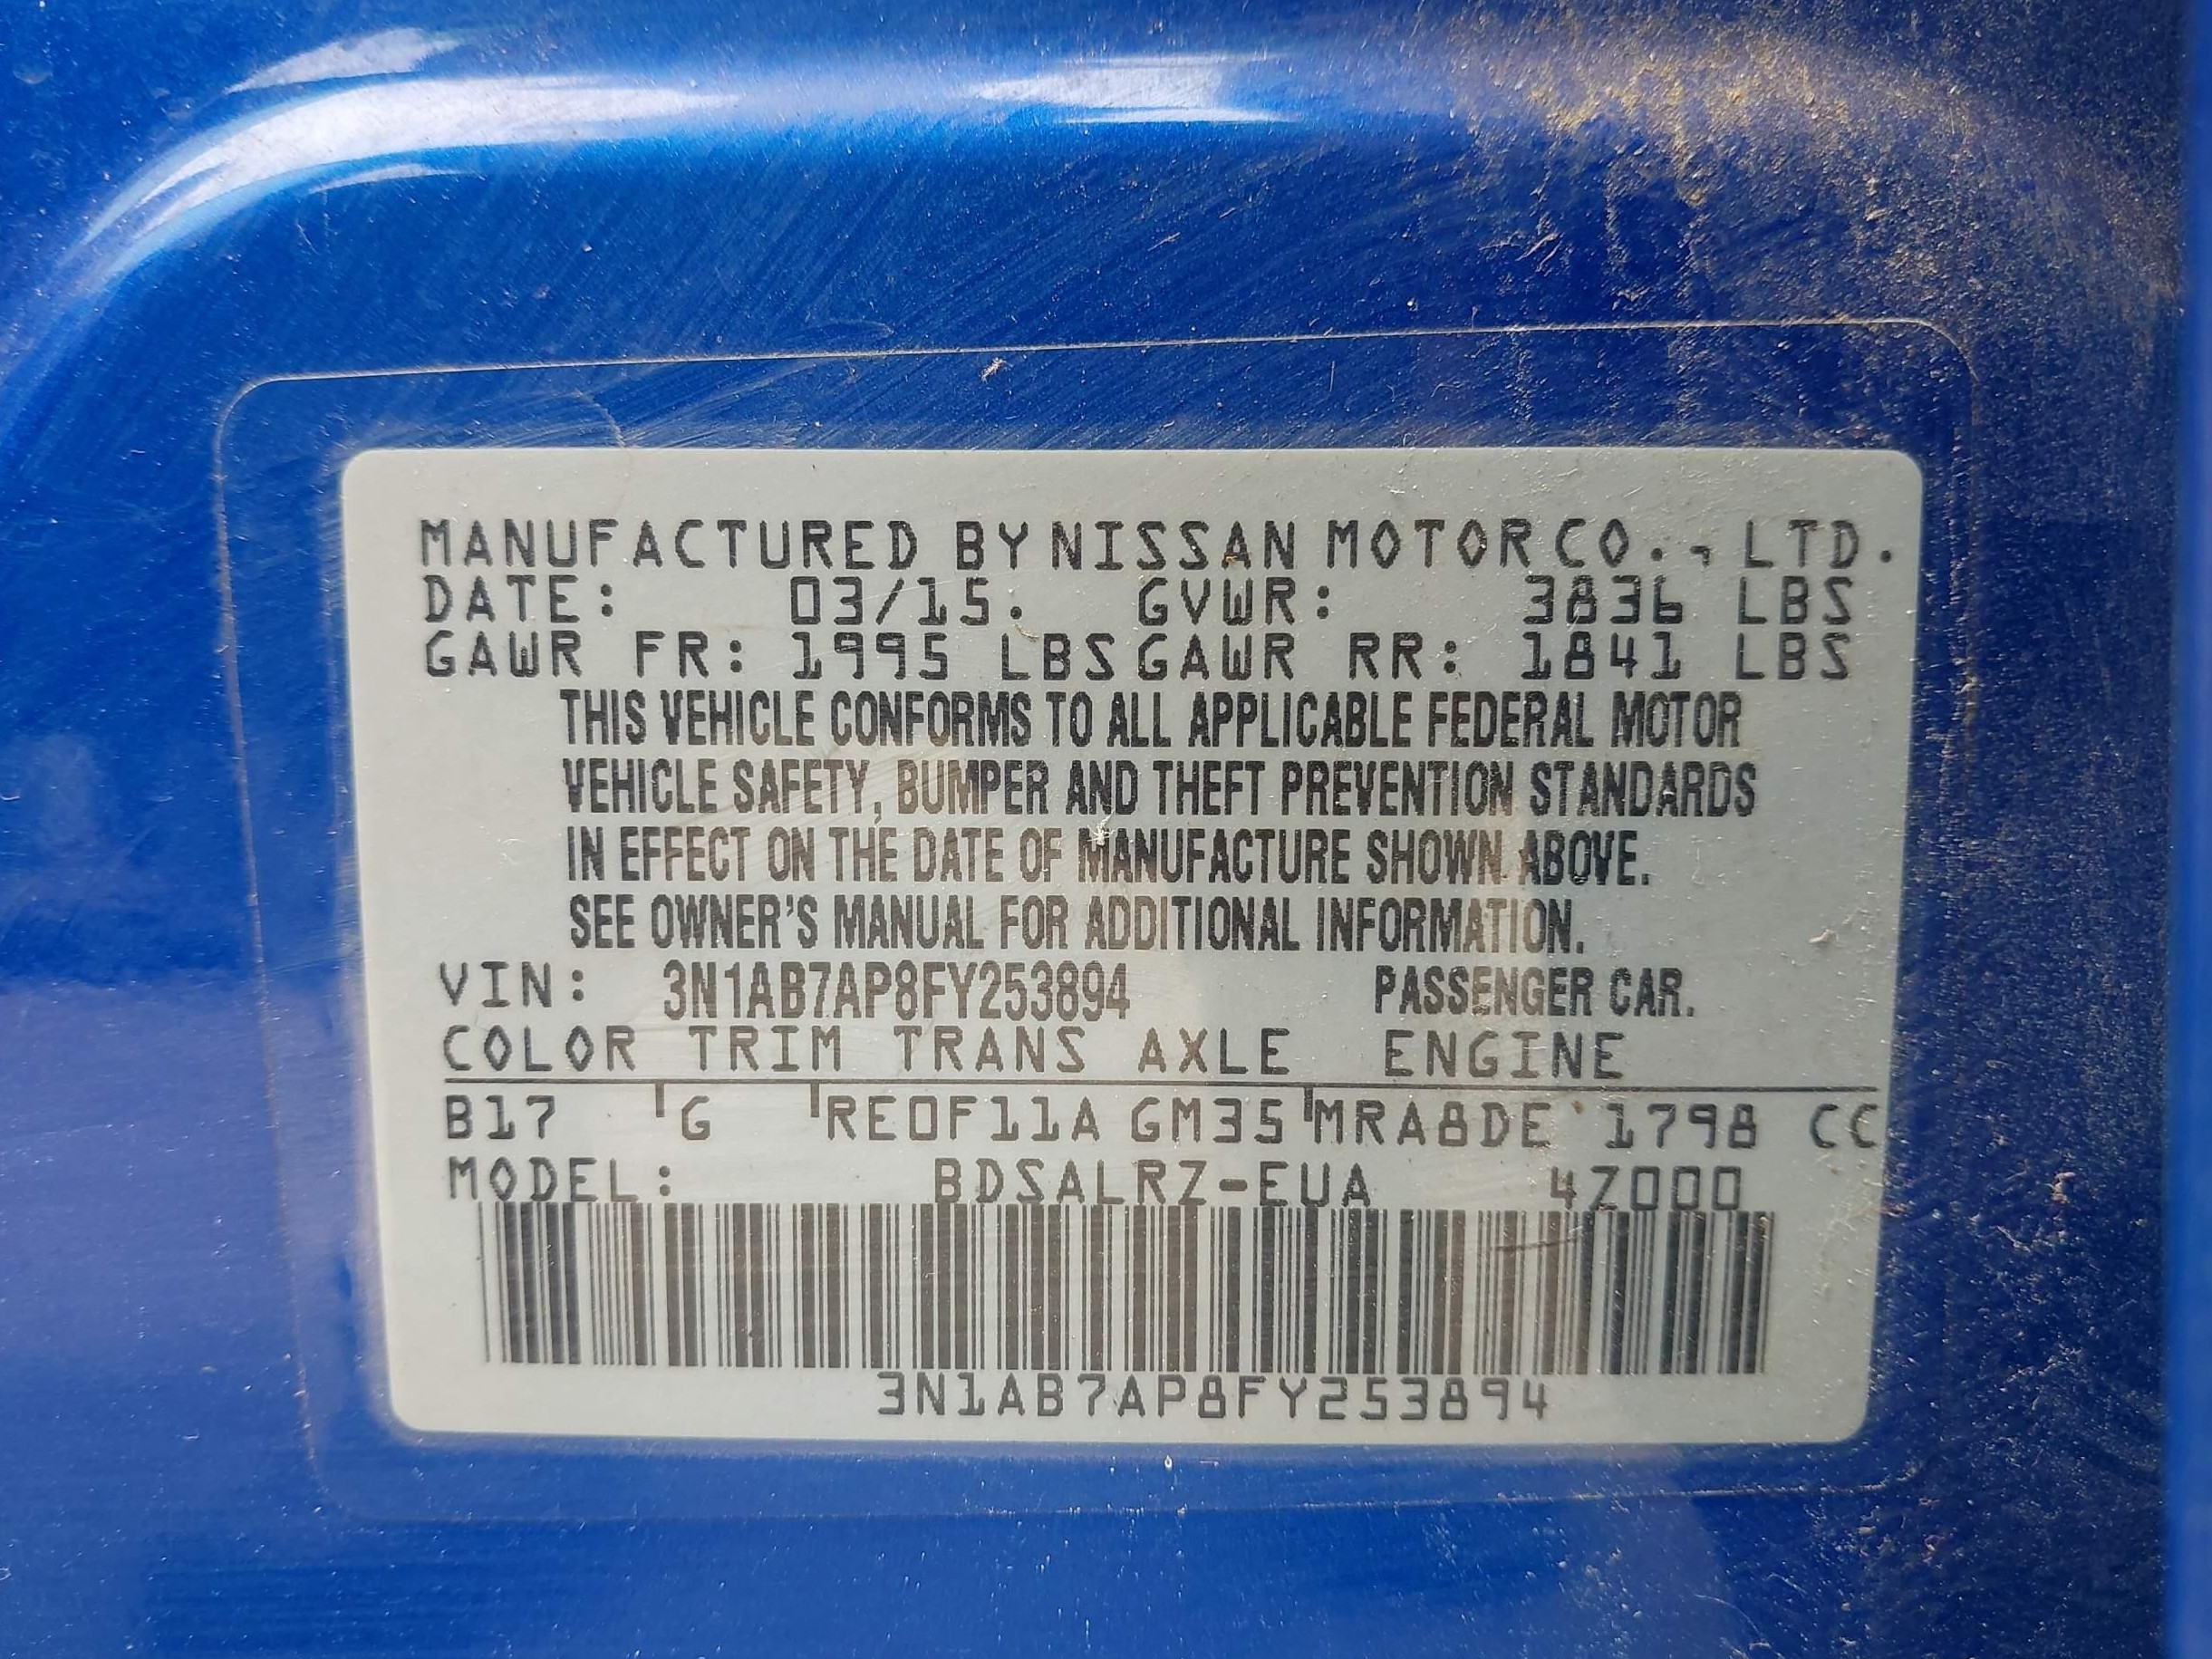 MANUFACTURED BY NISSAN MOTOR CO., LTD.
DATE: 03/15. GVWR: 3836 LBS
GAWR FR: 1995 LBS GAWR RR: 1841 LBS
THIS VEHICLE CONFORMS TO ALL APPLICABLE FEDERAL MOTOR
VEHICLE SAFETY, BUMPER AND THEFT PREVENTION STANDARDS
IN EFFECT ON THE DATE OF MANUFACTURE SHOWN ABOVE.
SEE OWNER'S MANUAL FOR ADDITIONAL INFORMATION.
VIN: 3N1AB7AP8FY253894 PASSENGER CAR.
COLOR TRIM TRANS AXLE ENGINE
B17 G RE0F11A GM35 MRA8DE 1798 CC
MODEL: BDSALRZ-EUA 4Z000
3N1AB7AP8FY253894